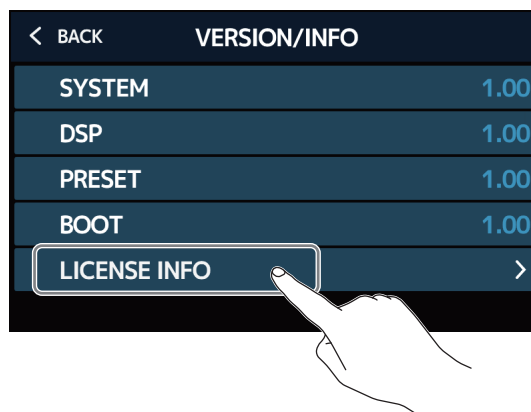 < BACK VERSION/INFO
SYSTEM 1.00
DSP 1.00
PRESET 1.00
BOOT 1.00
LICENSE INFO >